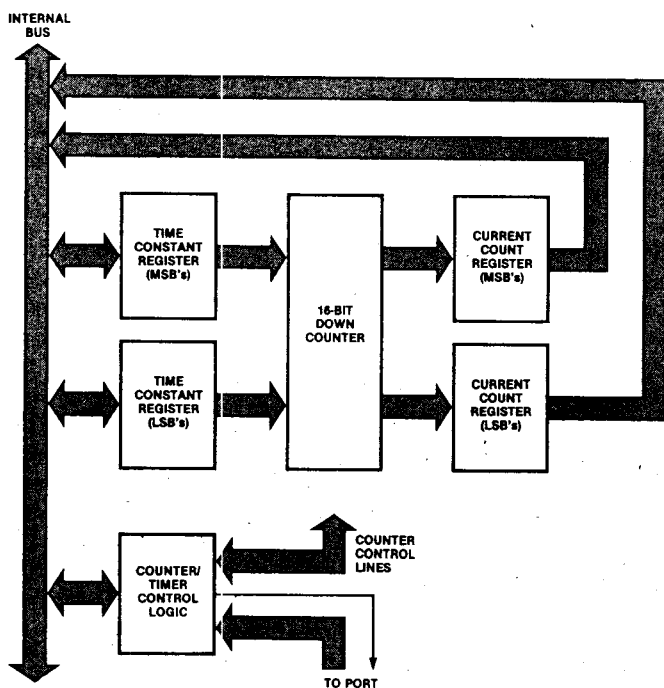 INTERNAL
BUS
TIME
CONSTANT
REGISTER
(MSB's)
16-BIT
DOWN
COUNTER
CURRENT
COUNT
REGISTER
(MSB's)
TIME
CONSTANT
REGISTER
(LSB's)
CURRENT
COUNT
REGISTER
(LSB's)
COUNTER/
TIMER
CONTROL
LOGIC
COUNTER
CONTROL
LINES
TO PORT